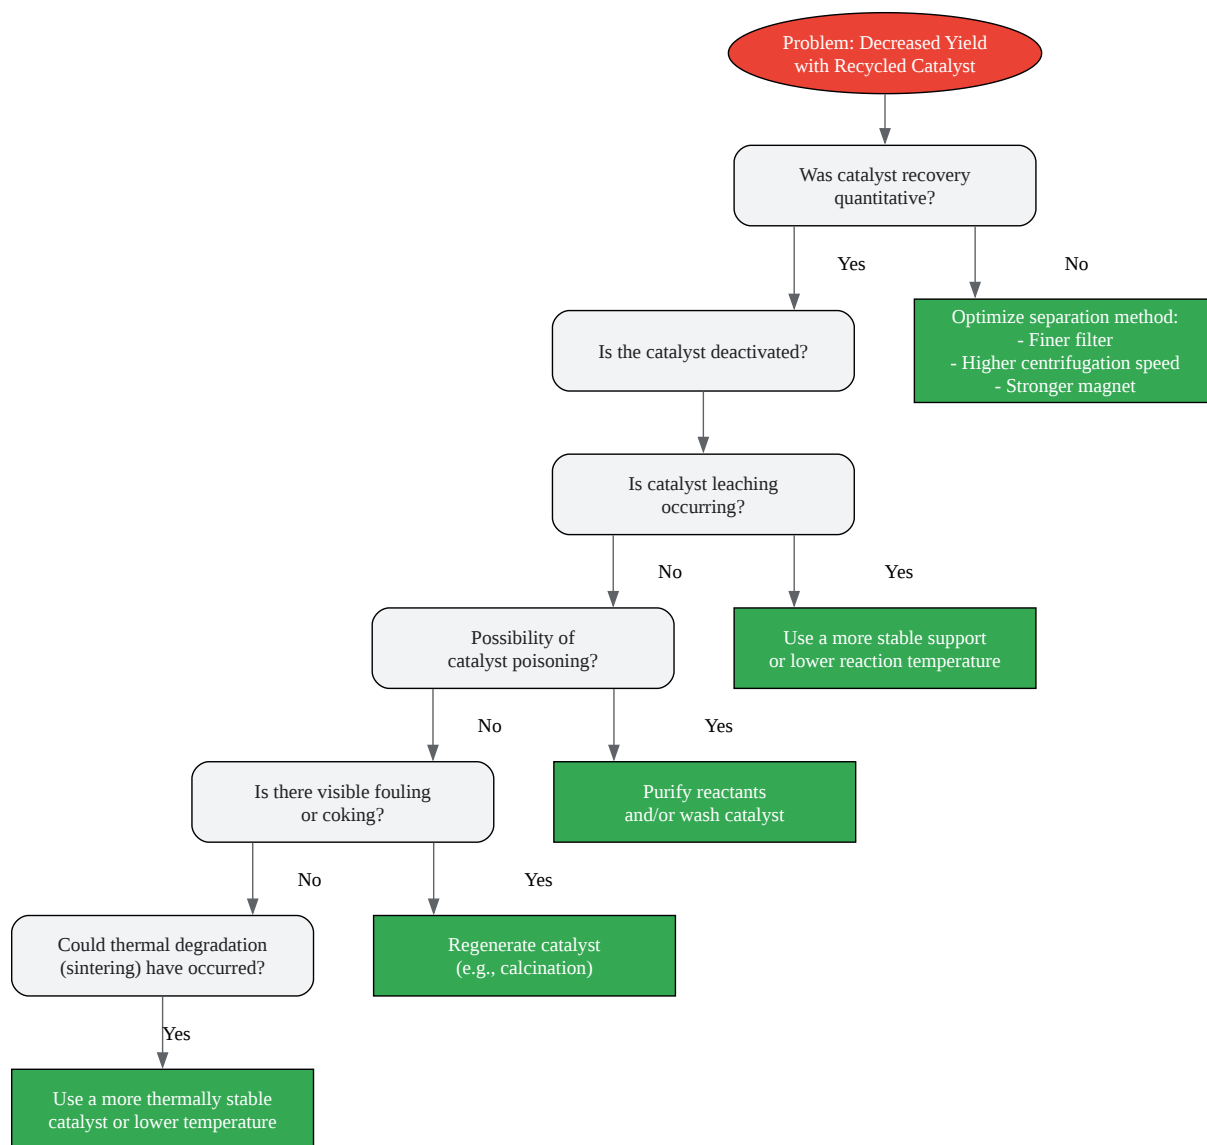 Problem: Decreased Yield
with Recycled Catalyst
Was catalyst recovery
quantitative?
Yes
No
Optimize separation method:
- Finer filter
- Higher centrifugation speed
- Stronger magnet
Is the catalyst deactivated?
Is catalyst leaching
occurring?
No
Yes
Possibility of
catalyst poisoning?
Use a more stable support
or lower reaction temperature
No
Yes
Is there visible fouling
or coking?
Purify reactants
and/or wash catalyst
No
Yes
Could thermal degradation
(sintering) have occurred?
Regenerate catalyst
(e.g., calcination)
Yes
Use a more thermally stable
catalyst or lower temperature